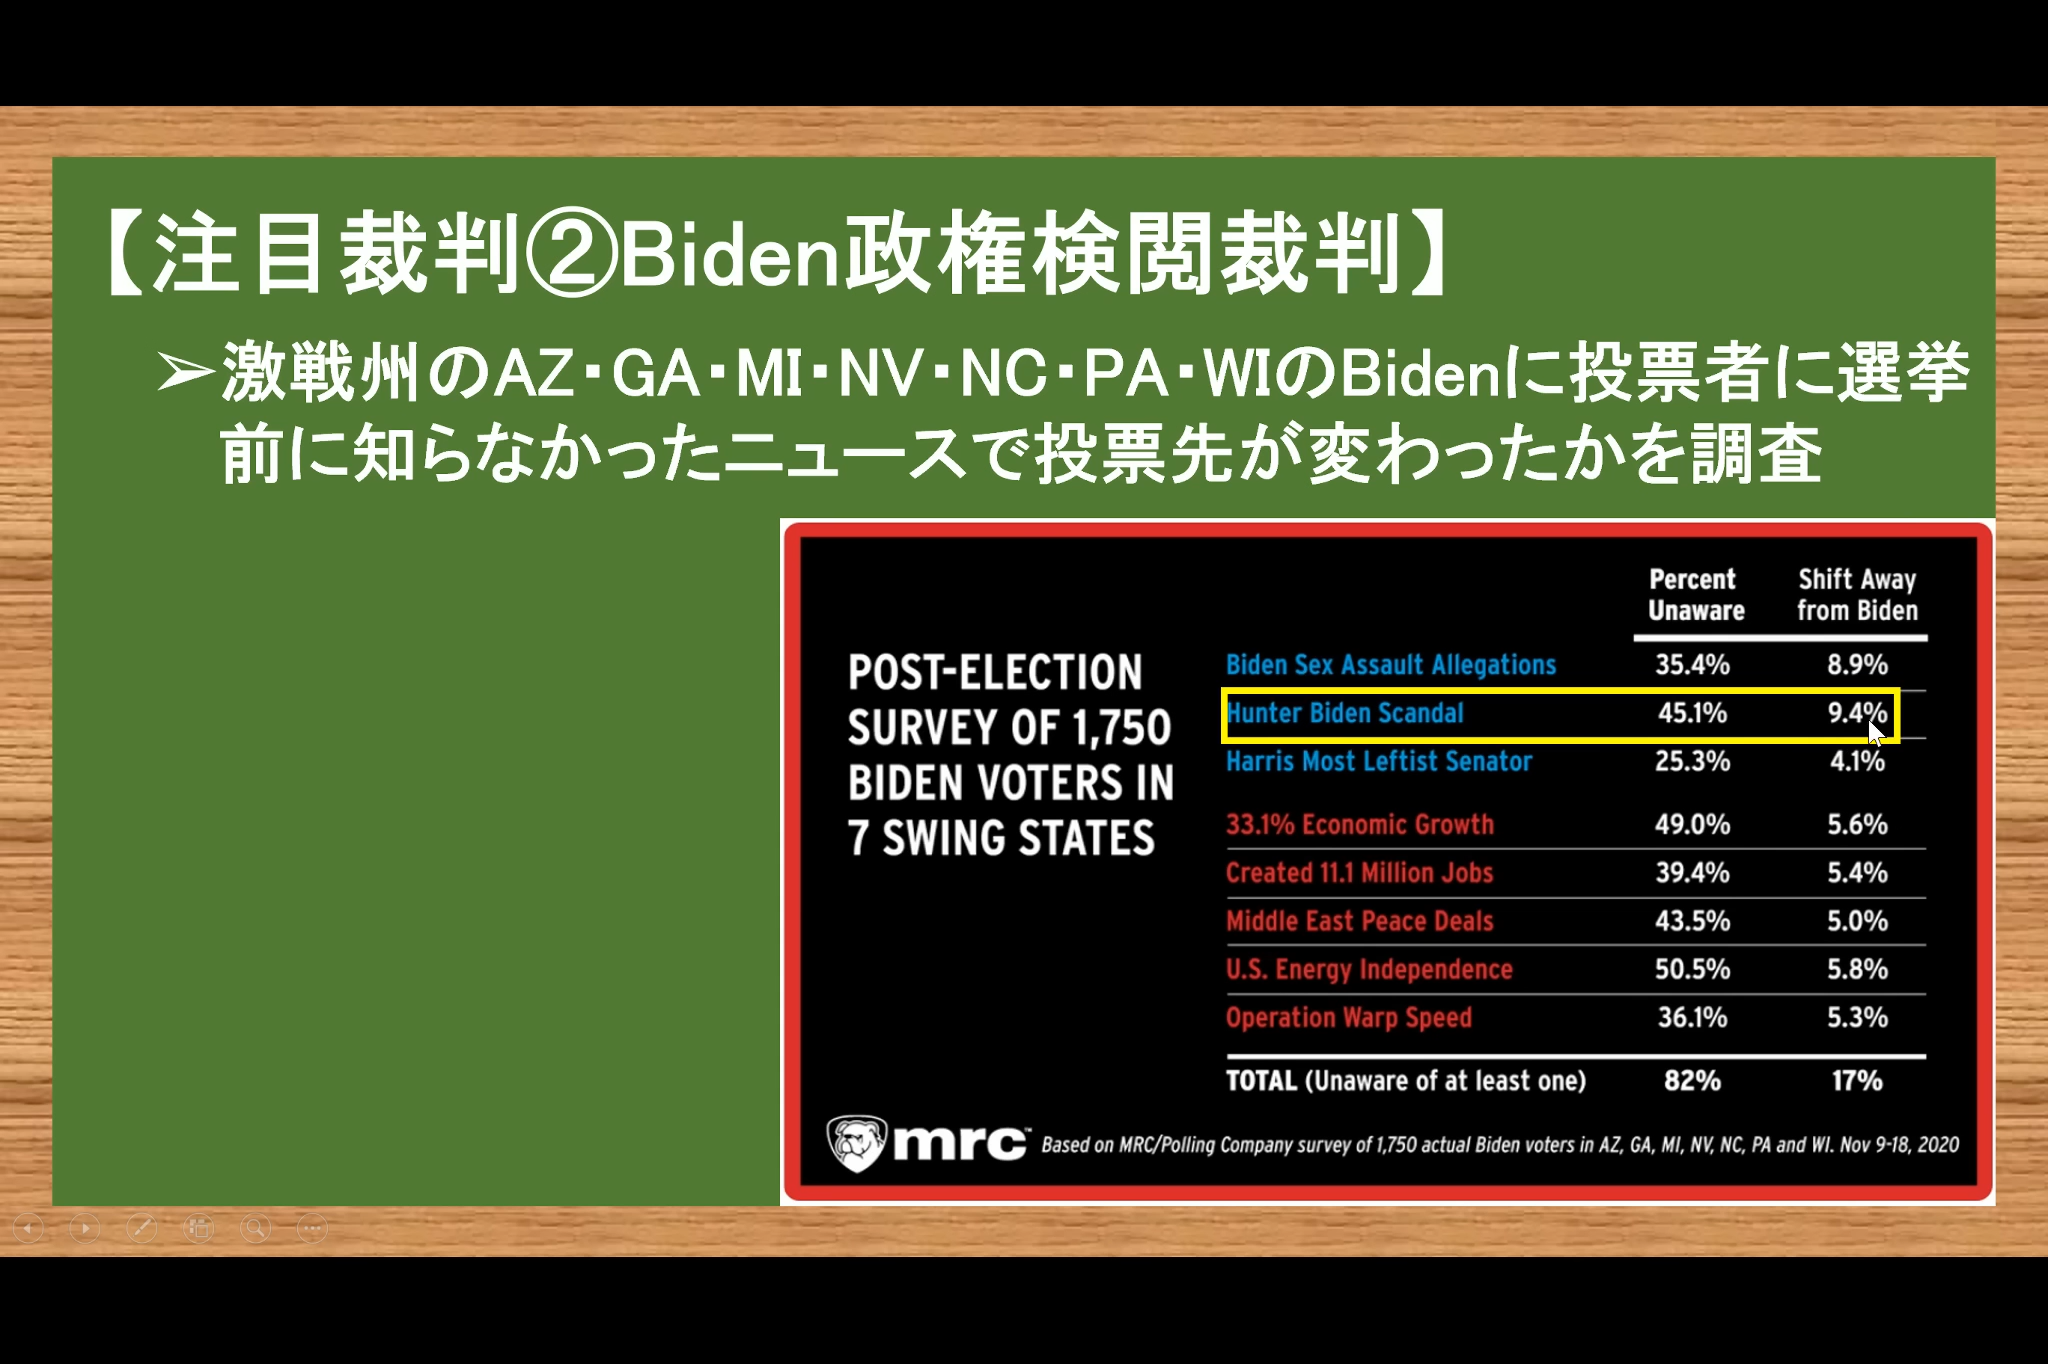 【注目裁判②Biden政権検閲裁判】
➢激戦州のAZ・GA・MI・NV・NC・PA・WIのBidenに投票者に選挙
前に知らなかったニュースで投票先が変わったかを調査
POST-ELECTION
SURVEY OF 1,750
BIDEN VOTERS IN
7 SWING STATES
Percent Shift Away
Unaware from Biden
Biden Sex Assault Allegations 35.4% 8.9%
Hunter Biden Scandal 45.1% 9.4%
Harris Most Leftist Senator 25.3% 4.1%
33.1% Economic Growth 49.0% 5.6%
Created 11.1 Million Jobs 39.4% 5.4%
Middle East Peace Deals 43.5% 5.0%
U.S. Energy Independence 50.5% 5.8%
Operation Warp Speed 36.1% 5.3%
TOTAL (Unaware of at least one) 82% 17%
mrc™ Based on MRC/Polling Company survey of 1,750 actual Biden voters in AZ, GA, MI, NV, NC, PA and WI. Nov 9-18, 2020